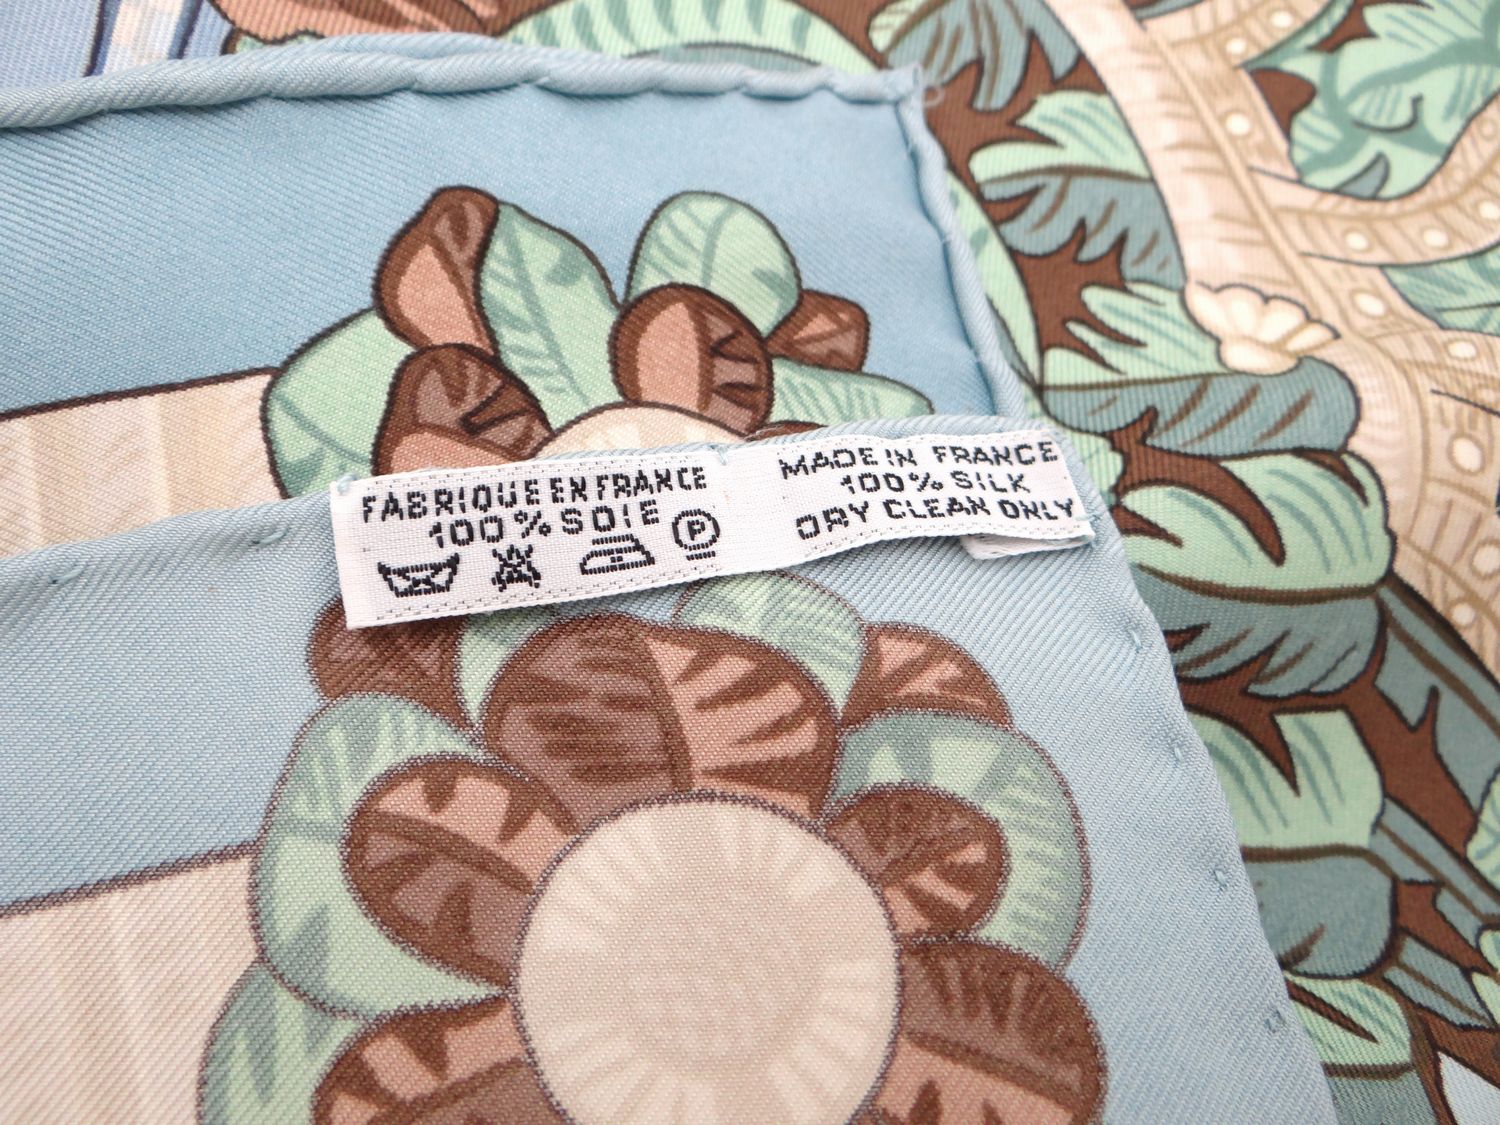 FABRIQUE EN FRANCE
100% SOIE
P
MADE IN FRANCE
100% SILK
DRY CLEAN ONLY